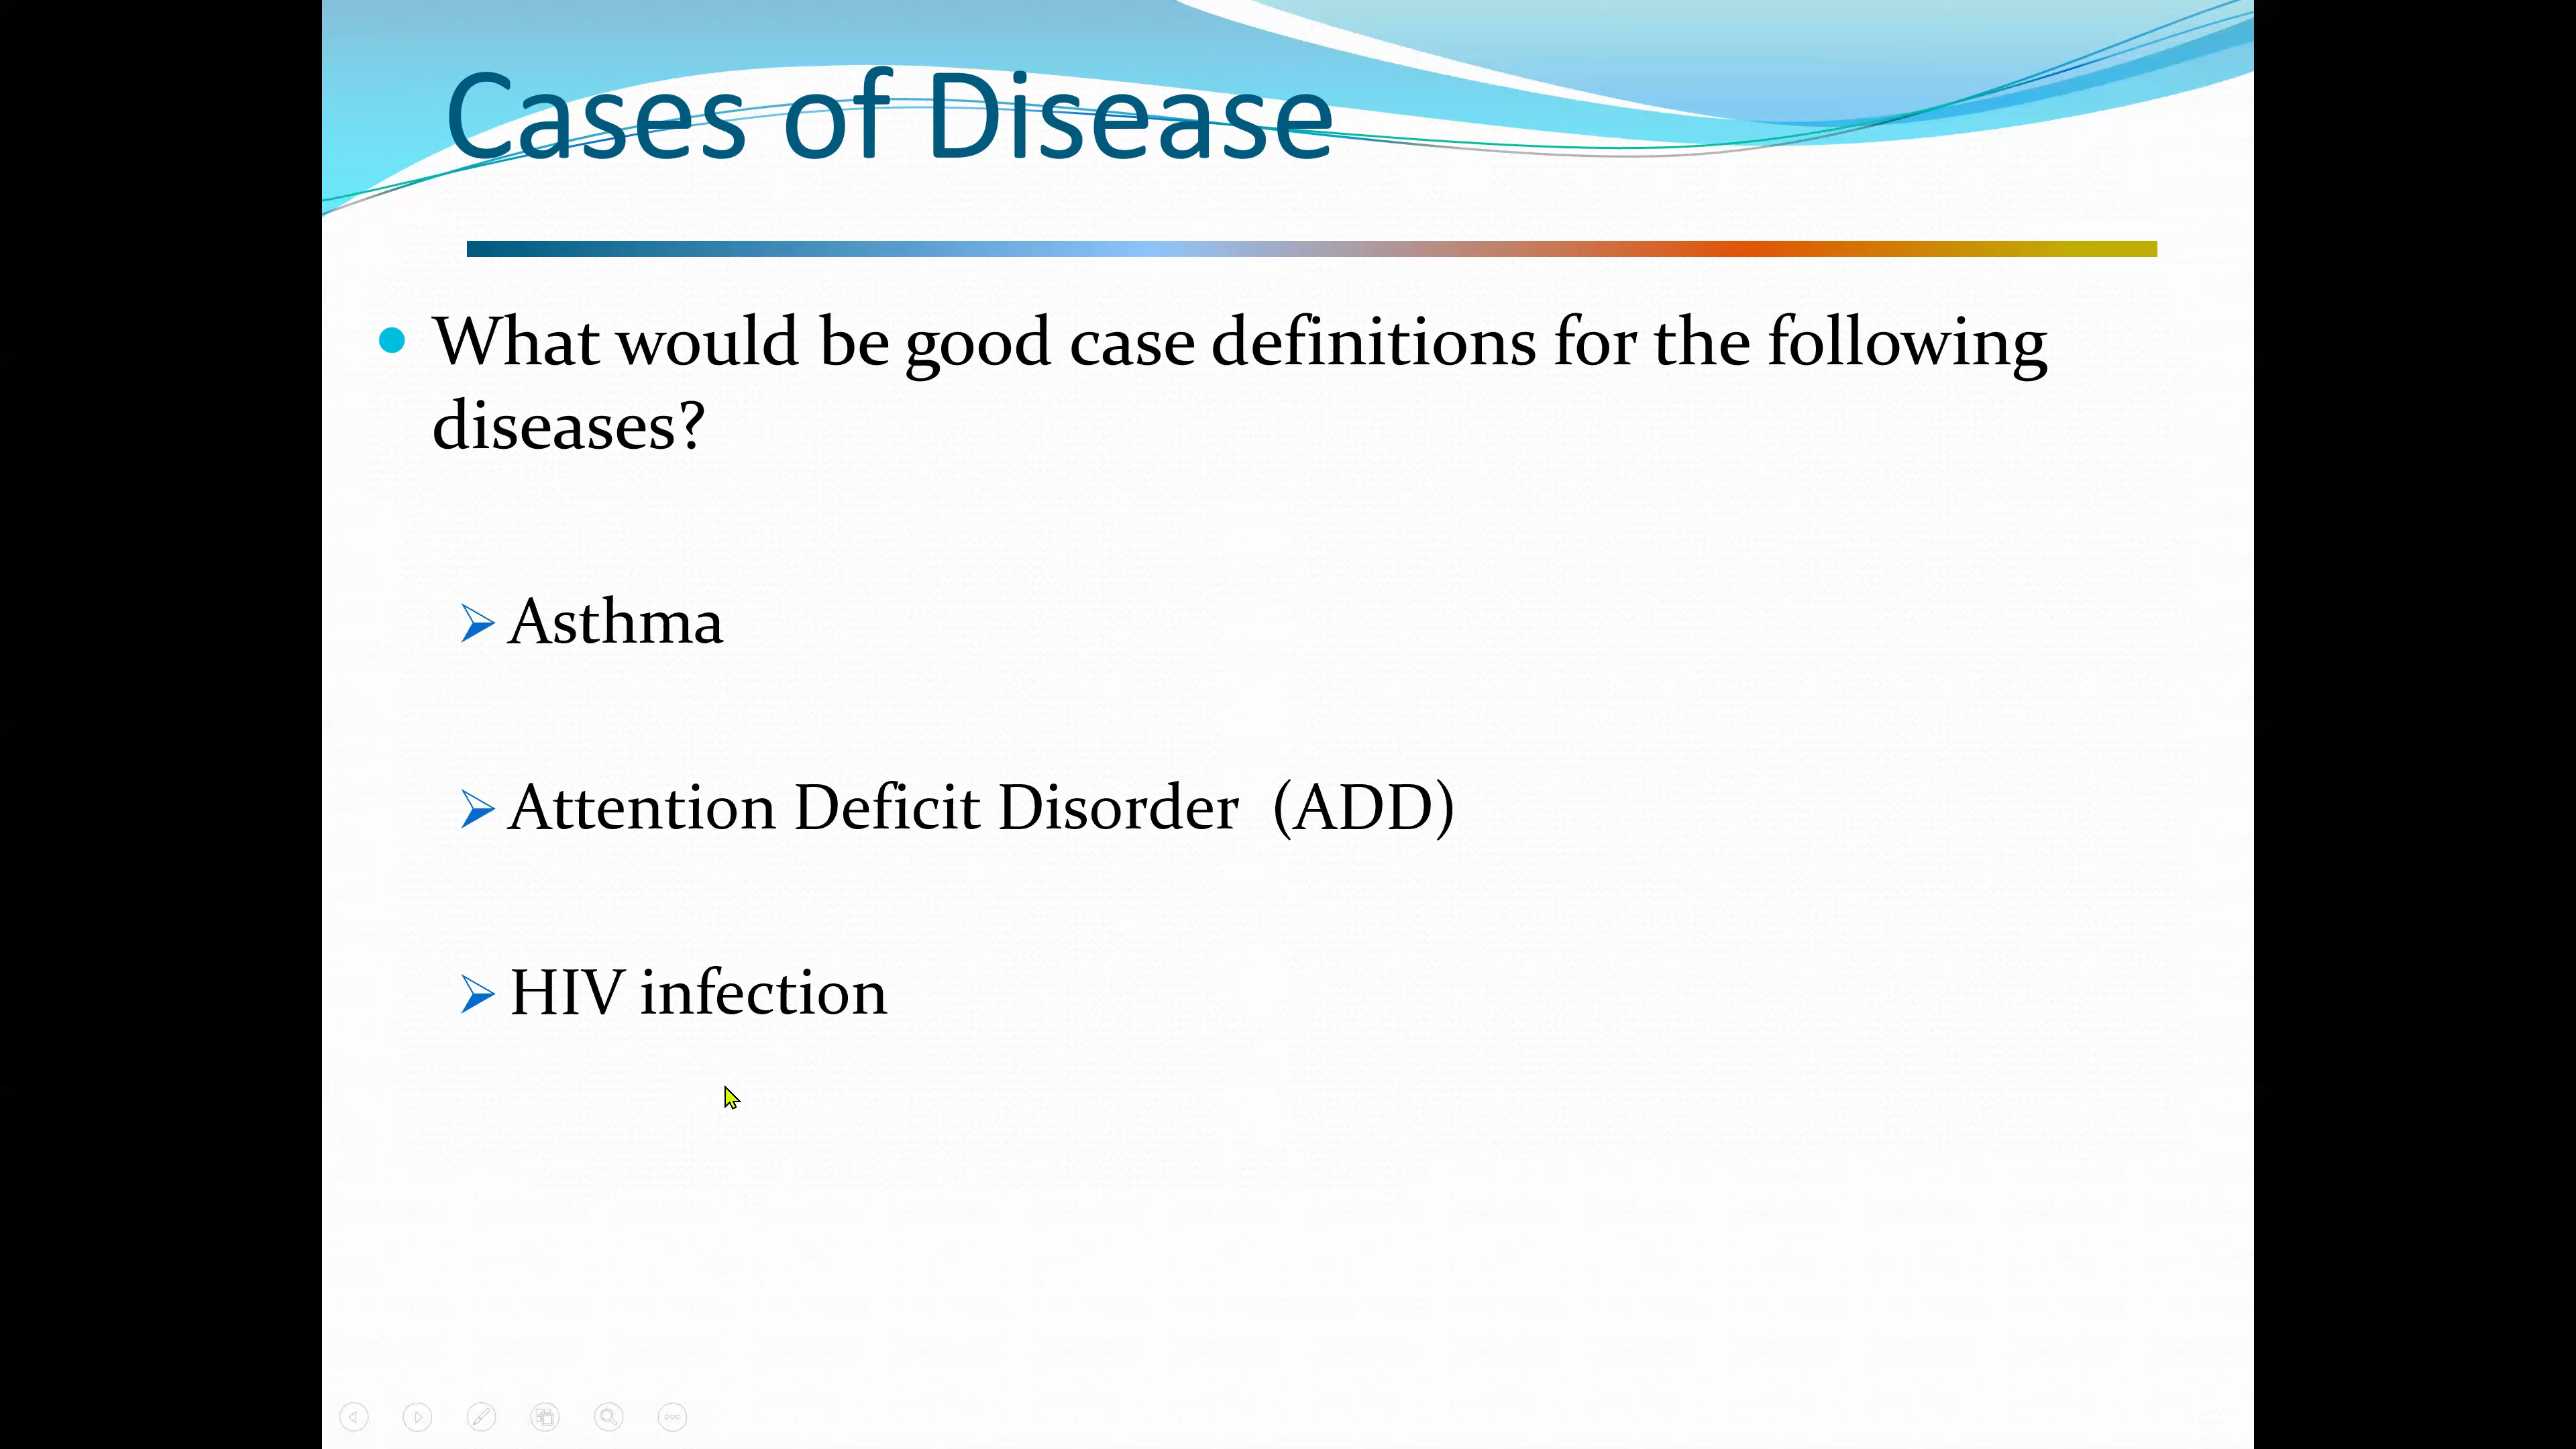 Cases of Disease
What would be good case definitions for the following
diseases?
Asthma
Attention Deficit Disorder (ADD)
HIV infection